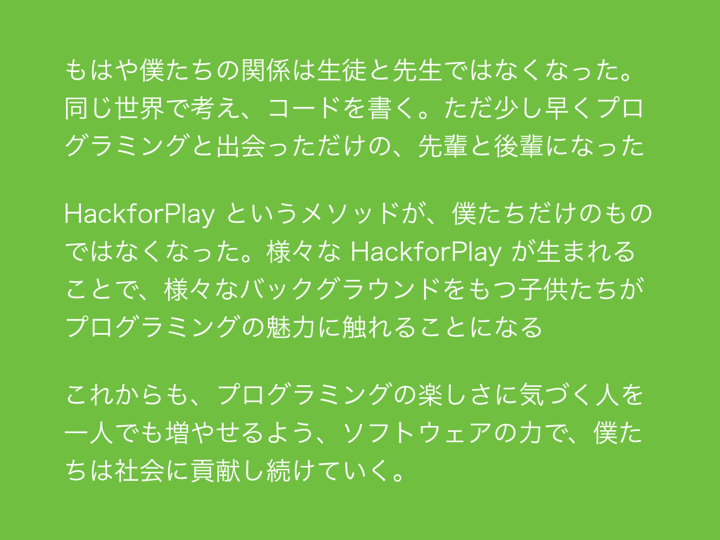 もはや僕たちの関係は生徒と先生ではなくなった。
同じ世界で考え、コードを書く。ただ少し早くプロ
グラミングと出会っただけの、先輩と後輩になった
HackforPlay というメソッドが、僕たちだけのもの
ではなくなった。様々な HackforPlay が生まれる
ことで、様々なバックグラウンドをもつ子供たちが
プログラミングの魅力に触れることになる
これからも、プログラミングの楽しさに気づく人を
一人でも増やせるよう、ソフトウェアの力で、僕た
ちは社会に貢献し続けていく。